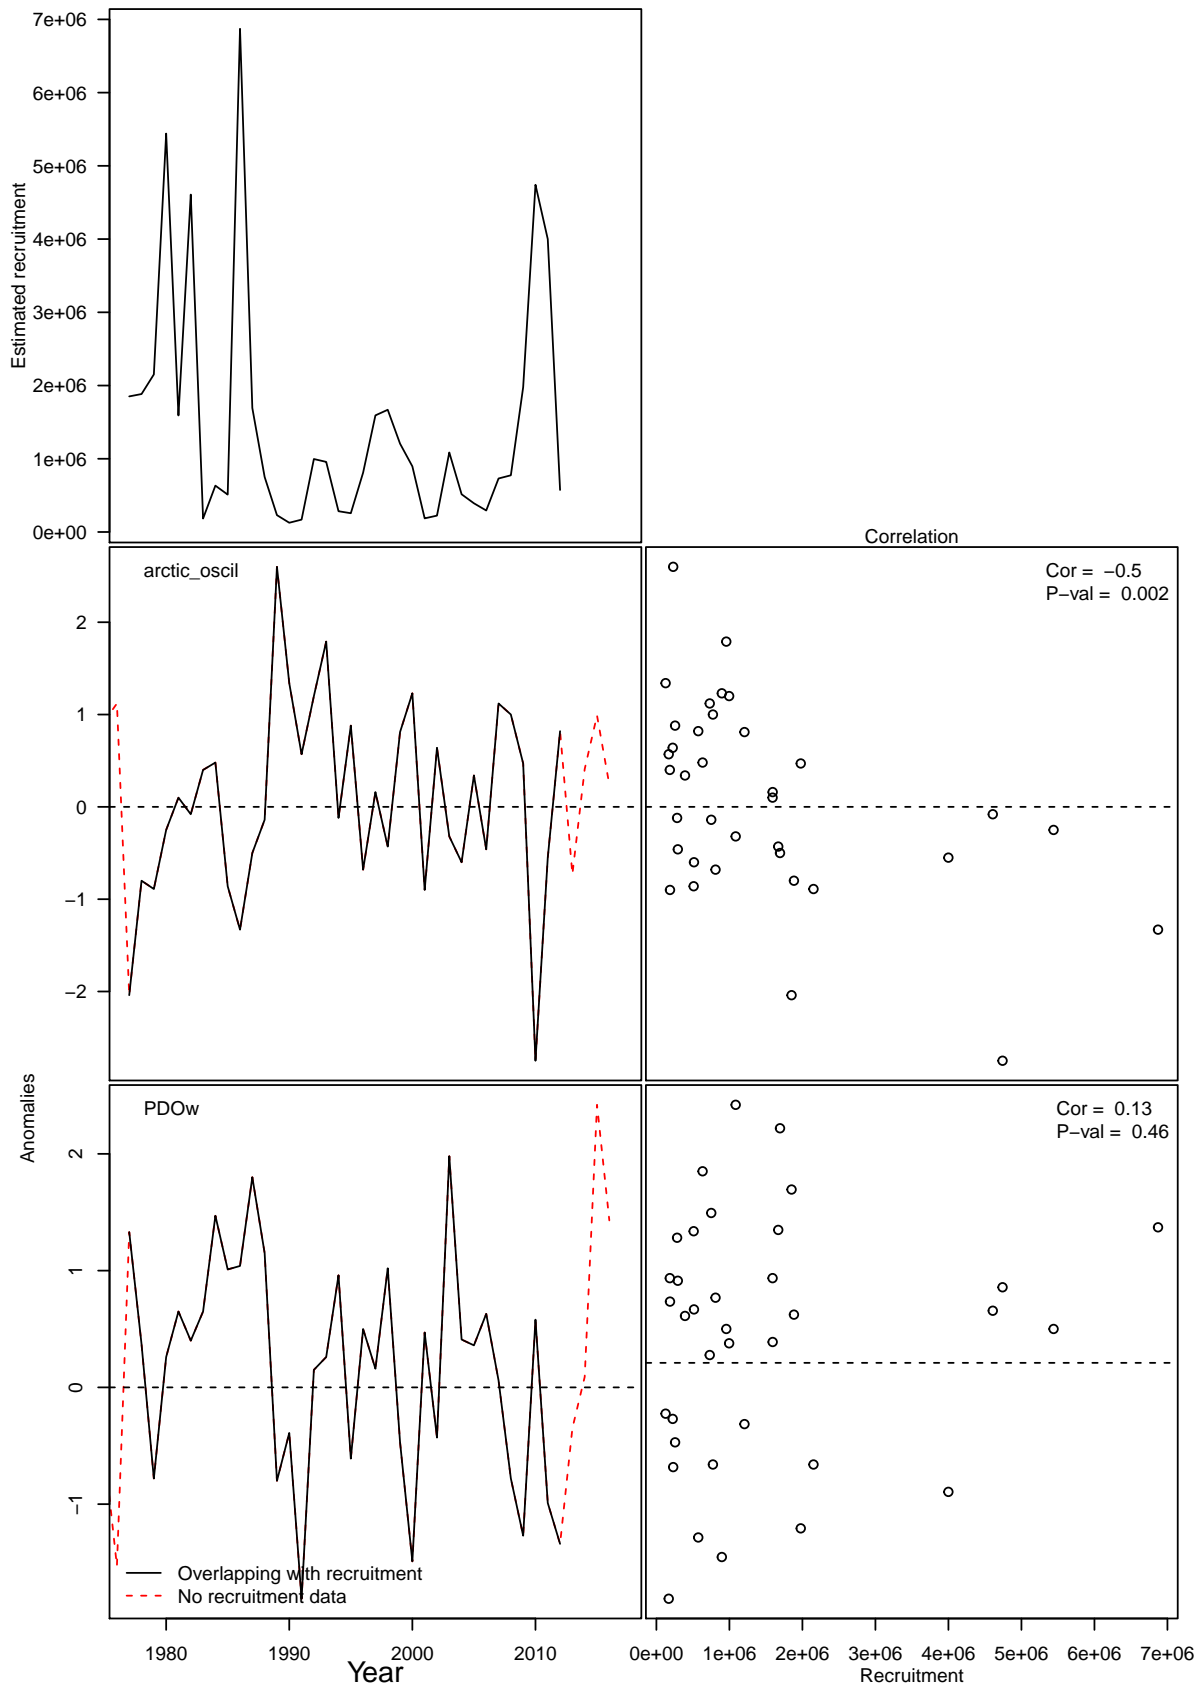 7e+06
6e+06
5e+06
4e+06
3e+06
2e+06
1e+06
0e+00
Estimated recruitment
Correlation
arctic_oscil
2
1
0
−1
−2
Cor = −0.5
P−val = 0.002
Anomalies
PDOw
2
1
0
−1
Overlapping with recruitment
No recruitment data
Cor = 0.13
P−val = 0.46
1980 1990 2000 2010
Year
0e+00 1e+06 2e+06 3e+06 4e+06 5e+06 6e+06 7e+06
Recruitment